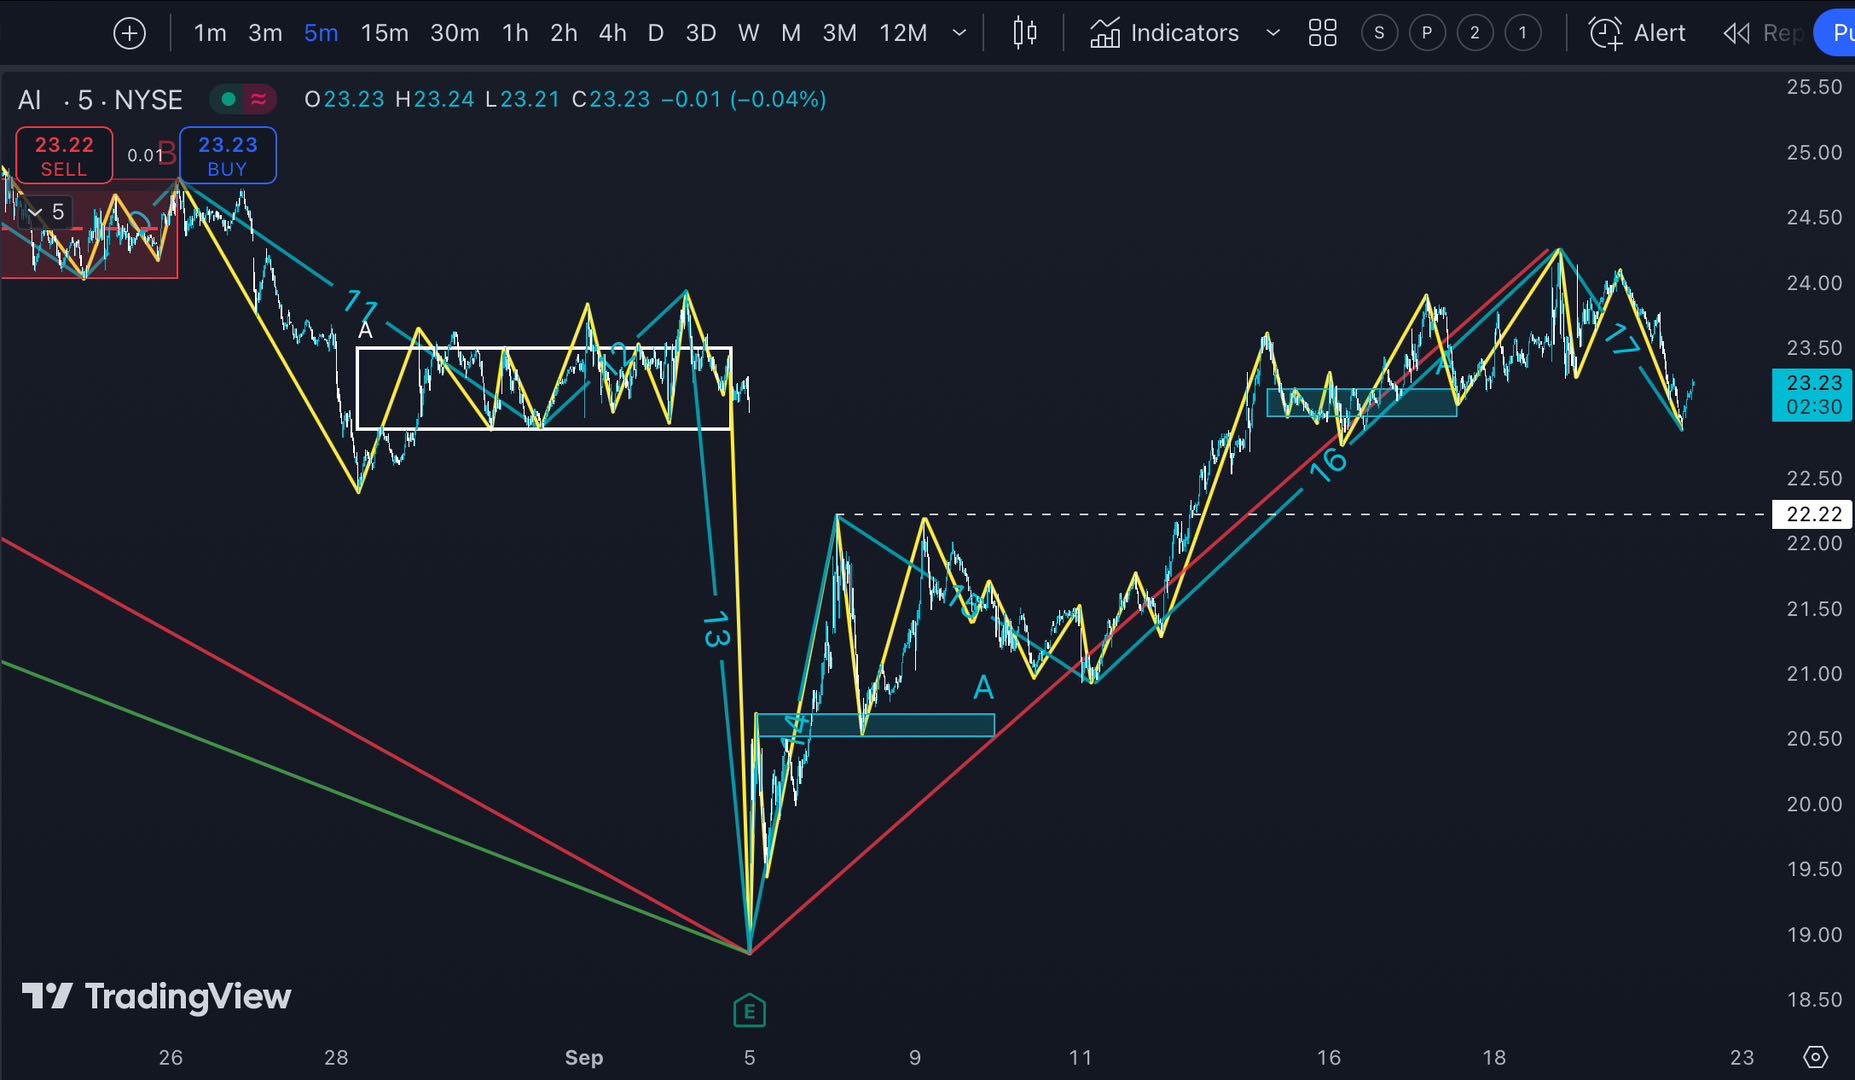 1m 3m 5m 15m 30m 1h 2h 4h D 3D W M 3M 12M Indicators S P 2 1 Alert Rep Pu
AI · 5 · NYSE O23.23 H23.24 L23.21 C23.23 −0.01 (−0.04%)
23.22
SELL
0.01
B
23.23
BUY
5
11
A
12
13
14
A
16
A
17
25.50
25.00
24.50
24.00
23.50
23.23
02:30
22.50
22.22
22.00
21.50
21.00
20.50
20.00
19.50
19.00
18.50
TradingView
E
26 28 Sep 5 9 11 16 18 23